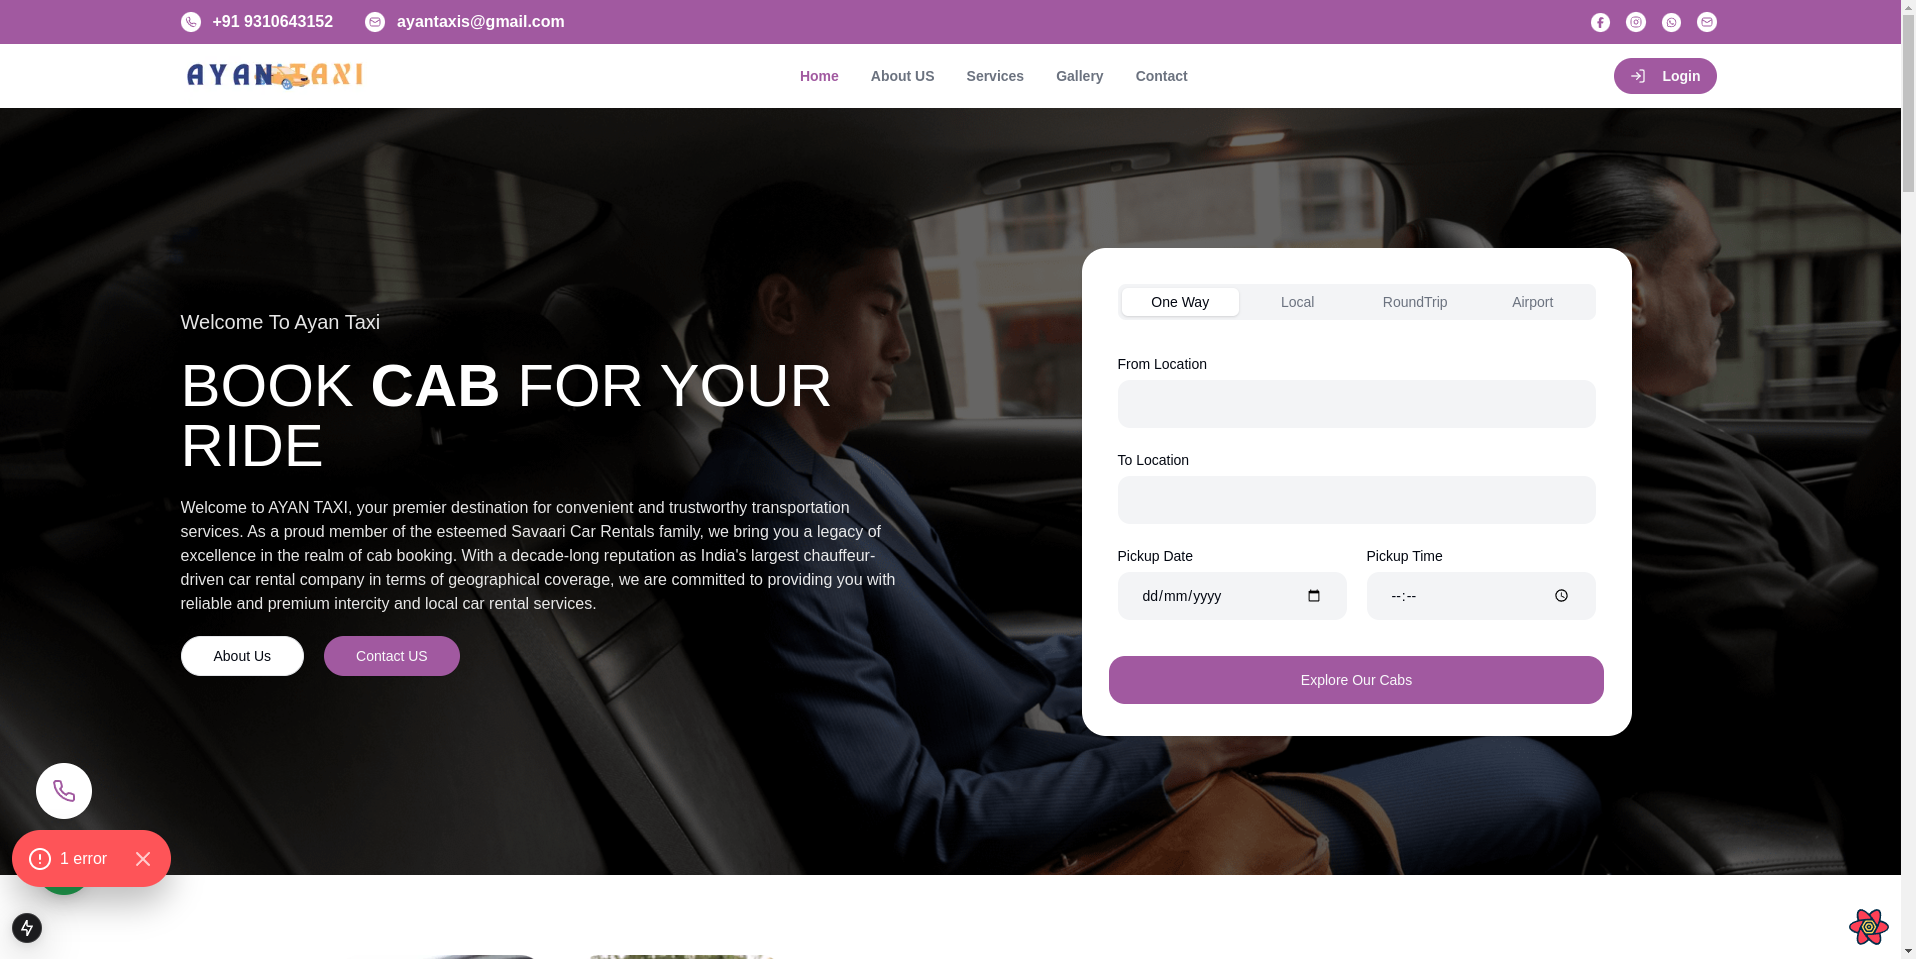 +91 9310643152
ayantaxis@gmail.com
AYAN TAXI
Home
About US
Services
Gallery
Contact
Login
Welcome To Ayan Taxi
BOOK CAB FOR YOUR
RIDE
Welcome to AYAN TAXI, your premier destination for convenient and trustworthy transportation
services. As a proud member of the esteemed Savaari Car Rentals family, we bring you a legacy of
excellence in the realm of cab booking. With a decade-long reputation as India's largest chauffeur-
driven car rental company in terms of geographical coverage, we are committed to providing you with
reliable and premium intercity and local car rental services.
About Us
Contact US
One Way
Local
RoundTrip
Airport
From Location
To Location
Pickup Date
Pickup Time
dd/mm/yyyy
--:--
Explore Our Cabs
1 error